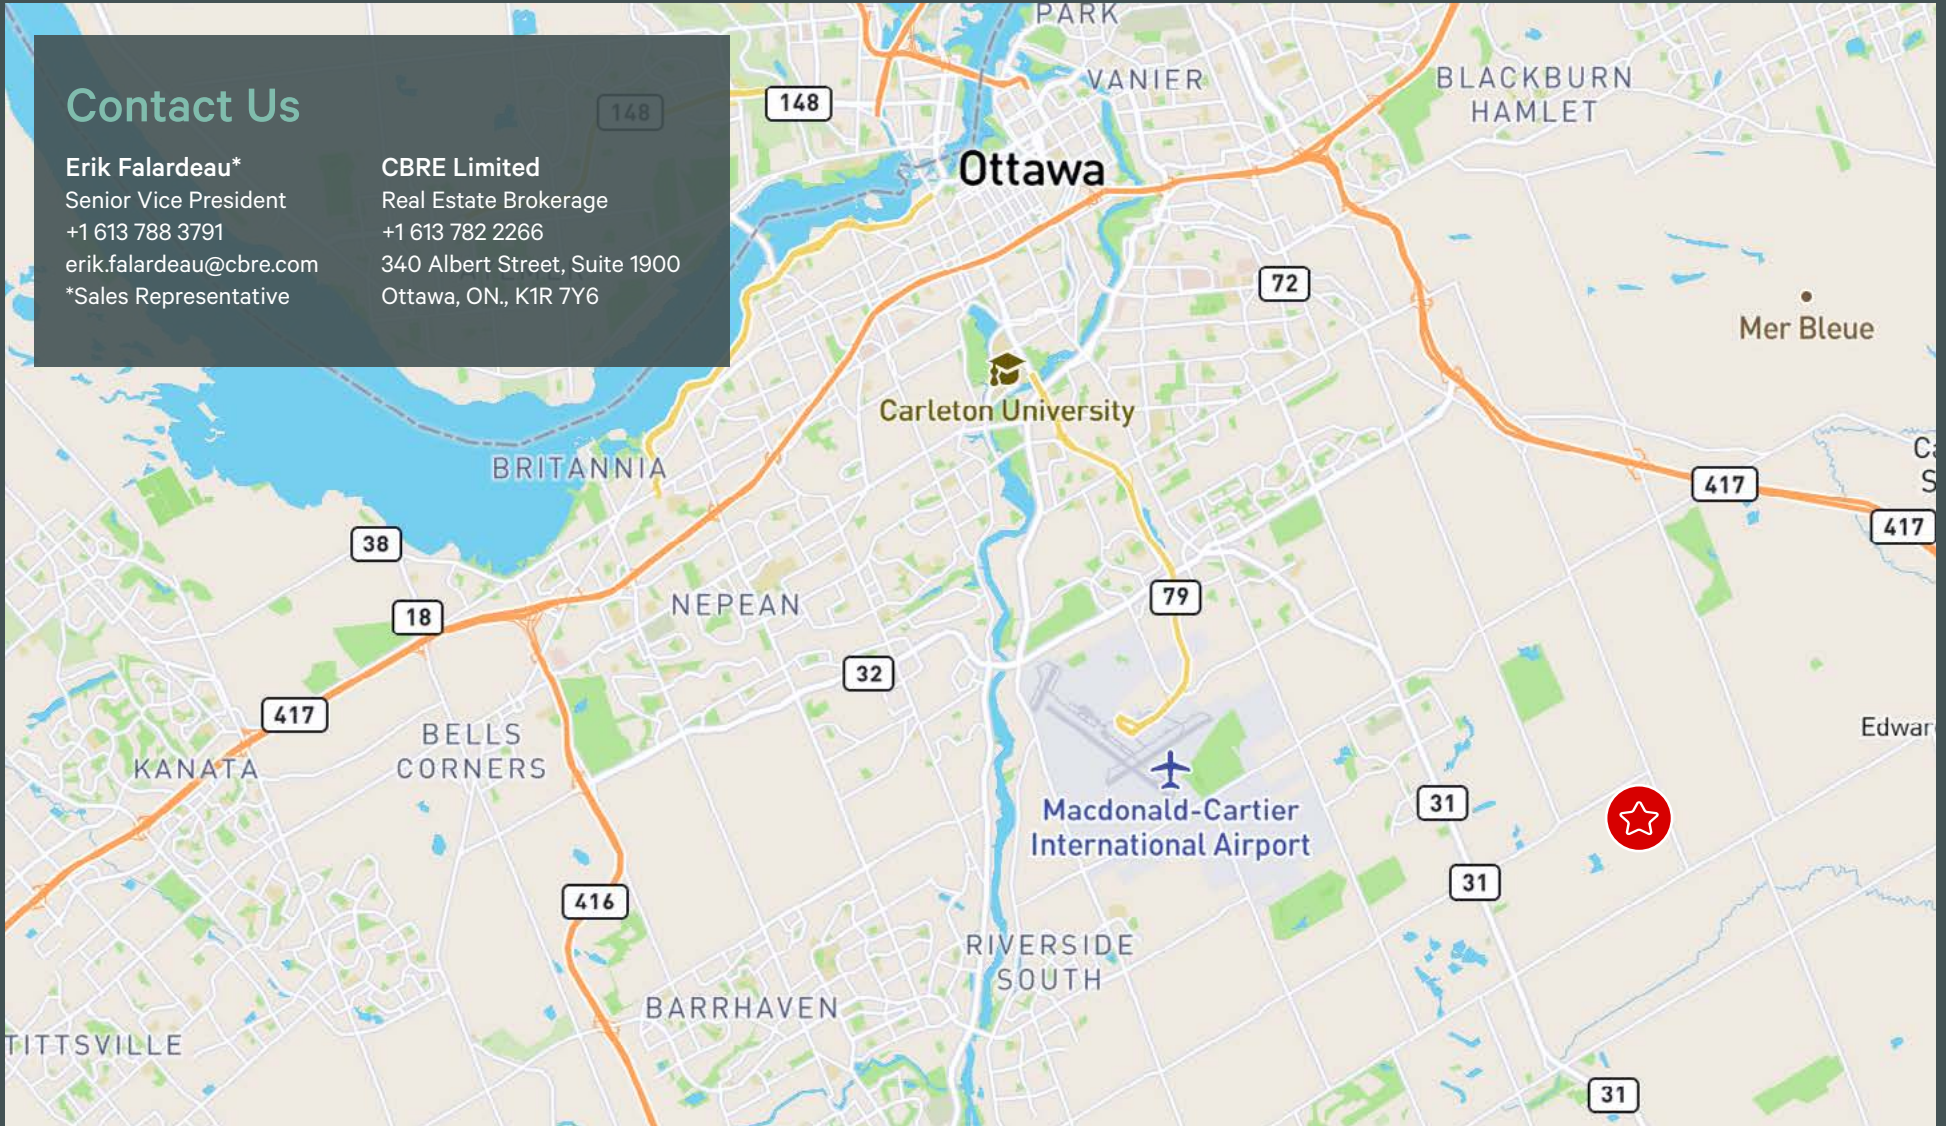 Contact Us
Erik Falardeau*
Senior Vice President
+1 613 788 3791
erik.falardeau@cbre.com
*Sales Representative
CBRE Limited
Real Estate Brokerage
+1 613 782 2266
340 Albert Street, Suite 1900
Ottawa, ON., K1R 7Y6
PARK
VANIER
BLACKBURN
HAMLET
148
148
Ottawa
72
Mer Bleue
Carleton University
BRITANNIA
417
417
38
18
NEPEAN
79
32
417
BELLS
CORNERS
KANATA
Edwar
Macdonald-Cartier
International Airport
31
31
416
RIVERSIDE
SOUTH
BARRHAVEN
TITTSVILLE
31